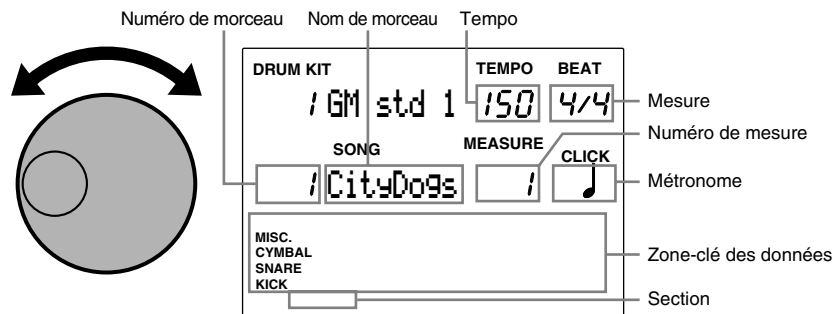 Numéro de morceau Nom de morceau Tempo
DRUM KIT TEMPO BEAT
1 GM std 1 150 4/4
Mesure
Numéro de mesure
SONG MEASURE CLICK
1 CityDogs 1
Métronome
MISC.
CYMBAL
SNARE
KICK
Zone-clé des données
Section